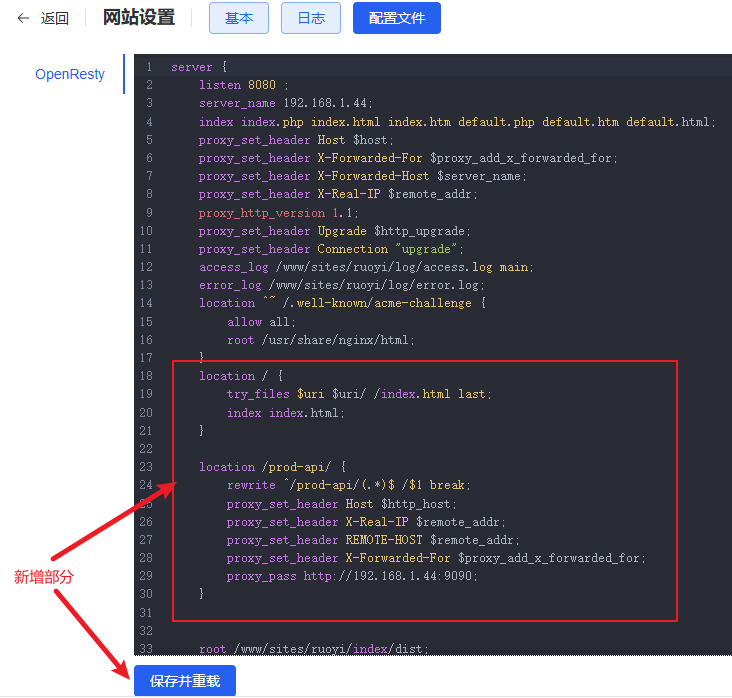 返回
网站设置
基本
日志
配置文件
OpenResty
1 server {
2 listen 8080 ;
3 server_name 192.168.1.44;
4 index index.php index.html index.htm default.php default.htm default.html;
5 proxy_set_header Host $host;
6 proxy_set_header X-Forwarded-For $proxy_add_x_forwarded_for;
7 proxy_set_header X-Forwarded-Host $server_name;
8 proxy_set_header X-Real-IP $remote_addr;
9 proxy_http_version 1.1;
10 proxy_set_header Upgrade $http_upgrade;
11 proxy_set_header Connection "upgrade";
12 access_log /www/sites/ruoyi/log/access.log main;
13 error_log /www/sites/ruoyi/log/error.log;
14 location ^~ /.well-known/acme-challenge {
15 allow all;
16 root /usr/share/nginx/html;
17 }
18 location / {
19 try_files $uri $uri/ /index.html last;
20 index index.html;
21 }
22
23 location /prod-api/ {
24 rewrite ^/prod-api/(.*)$ /$1 break;
25 proxy_set_header Host $http_host;
26 proxy_set_header X-Real-IP $remote_addr;
27 proxy_set_header REMOTE-HOST $remote_addr;
28 proxy_set_header X-Forwarded-For $proxy_add_x_forwarded_for;
29 proxy_pass http://192.168.1.44:9090;
30 }
31
32
33 root /www/sites/ruoyi/index/dist;
新增部分
保存并重载